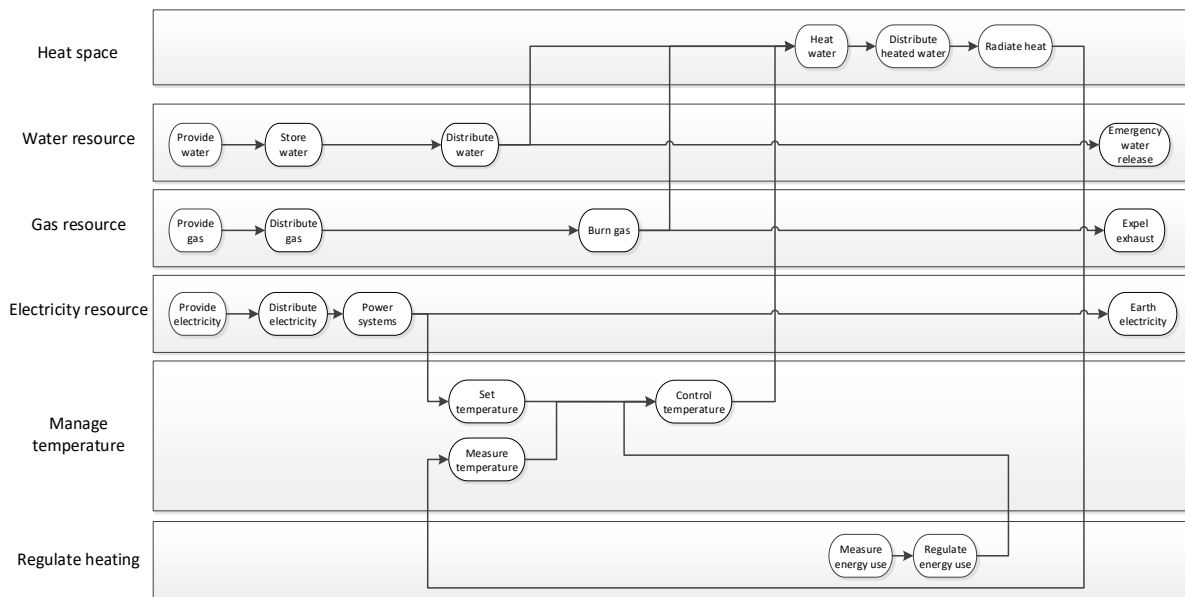 Heat space
Heat
water
Distribute
heated water
Radiate heat
Water resource
Provide
water
Store
water
Distribute
water
Emergency
water
release
Gas resource
Provide
gas
Distribute
gas
Burn gas
Expel
exhaust
Electricity resource
Provide
electricity
Distribute
electricity
Power
systems
Earth
electricity
Manage
temperature
Set
temperature
Control
temperature
Measure
temperature
Regulate heating
Measure
energy use
Regulate
energy use